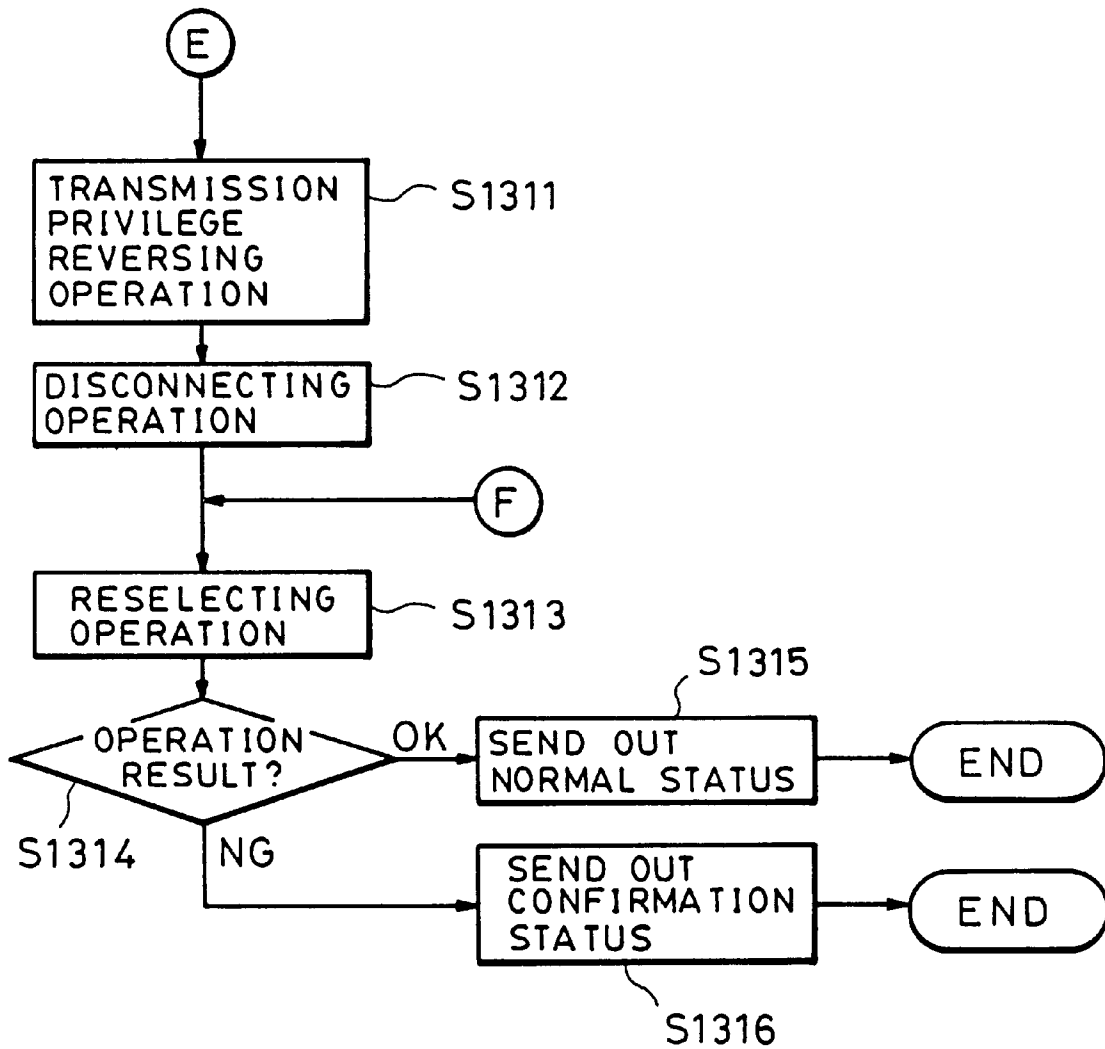 E
TRANSMISSION
PRIVILEGE
REVERSING
OPERATION
S1311
DISCONNECTING
OPERATION
S1312
F
RESELECTING
OPERATION
S1313
OPERATION
RESULT?
S1314
OK
SEND OUT
NORMAL STATUS
S1315
END
NG
SEND OUT
CONFIRMATION
STATUS
S1316
END